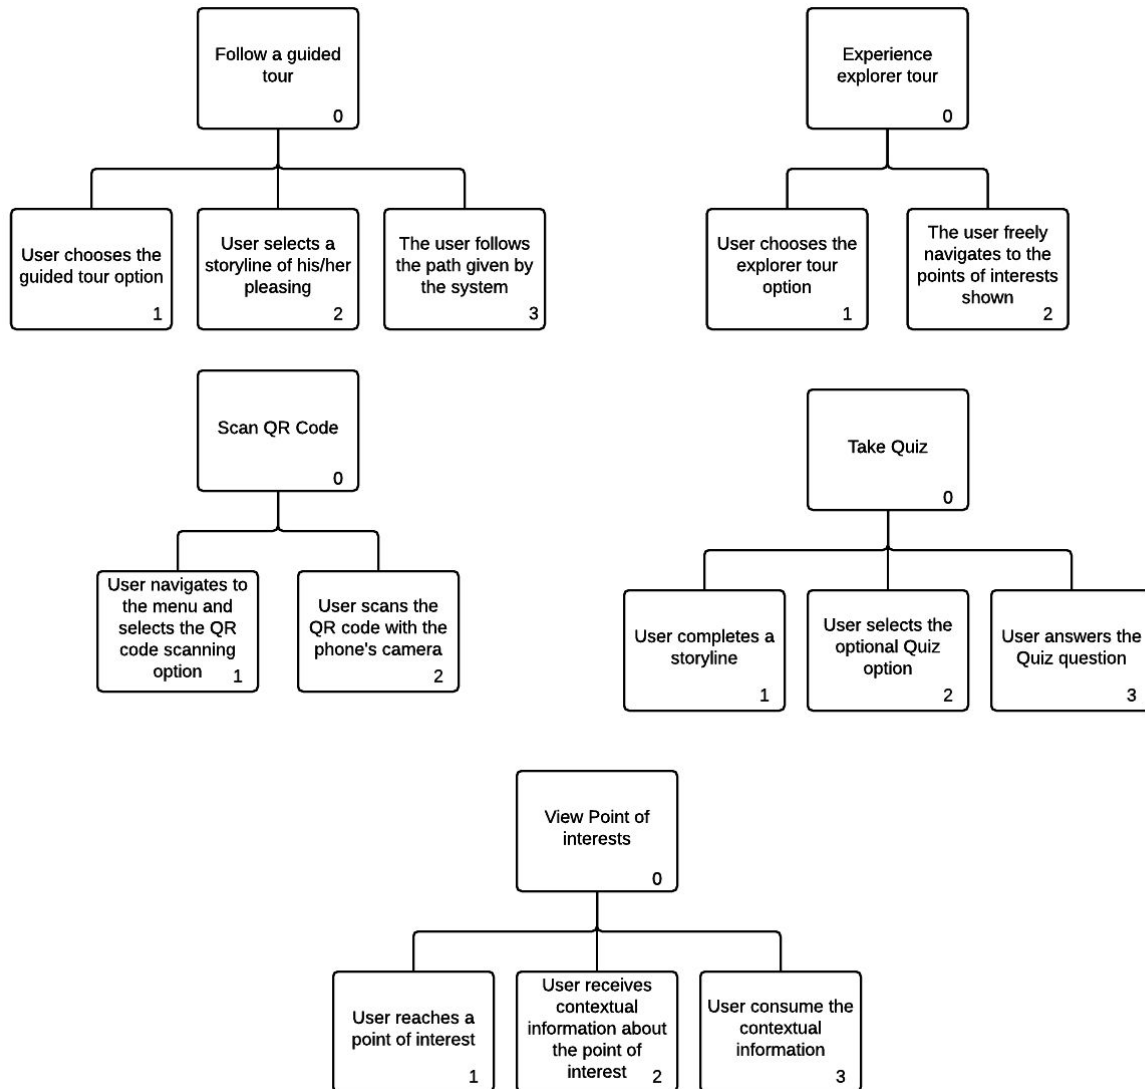 Follow a guided
tour
0
User chooses the
guided tour option
1
User selects a
storyline of his/her
pleasing
2
The user follows
the path given by
the system
3
Experience
explorer tour
0
User chooses the
explorer tour
option
1
The user freely
navigates to the
points of interests
shown
2
Scan QR Code
0
User navigates to
the menu and
selects the QR
code scanning
option
1
User scans the
QR code with the
phone's camera
2
Take Quiz
0
User completes a
storyline
1
User selects the
optional Quiz
option
2
User answers the
Quiz question
3
View Point of
interests
0
User reaches a
point of interest
1
User receives
contextual
information about
the point of
interest
2
User consume the
contextual
information
3